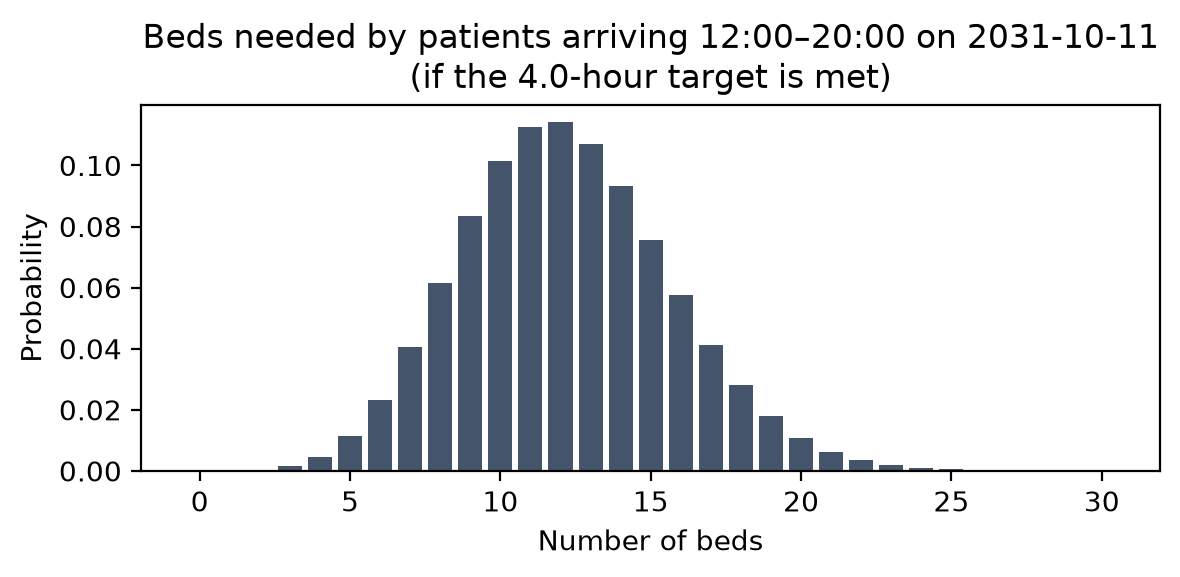 Beds needed by patients arriving 12:00–20:00 on 2031-10-11
(if the 4.0-hour target is met)
Probability
0.10
0.08
0.06
0.04
0.02
0.00
0 5 10 15 20 25 30
Number of beds